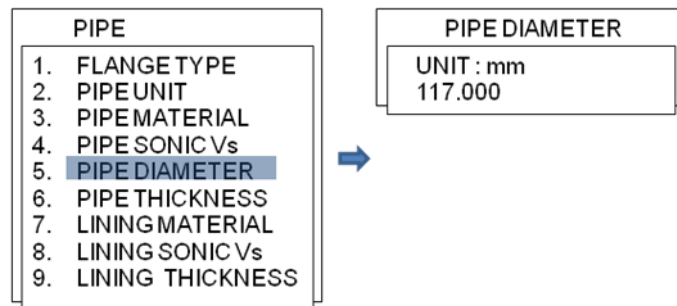 PIPE
1. FLANGE TYPE
2. PIPE UNIT
3. PIPE MATERIAL
4. PIPE SONIC Vs
5. PIPE DIAMETER
6. PIPE THICKNESS
7. LINING MATERIAL
8. LINING SONIC Vs
9. LINING THICKNESS
PIPE DIAMETER
UNIT : mm
117.000